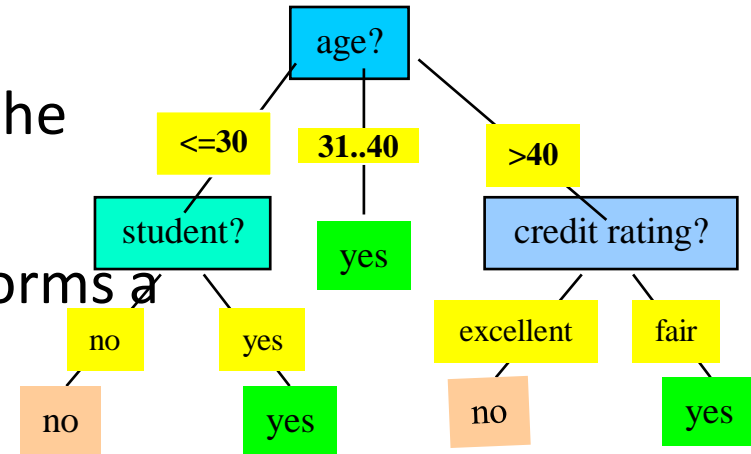 age?
he
<=30 31..40 >40
student? yes credit rating?
orms a
no yes excellent fair
no yes no yes